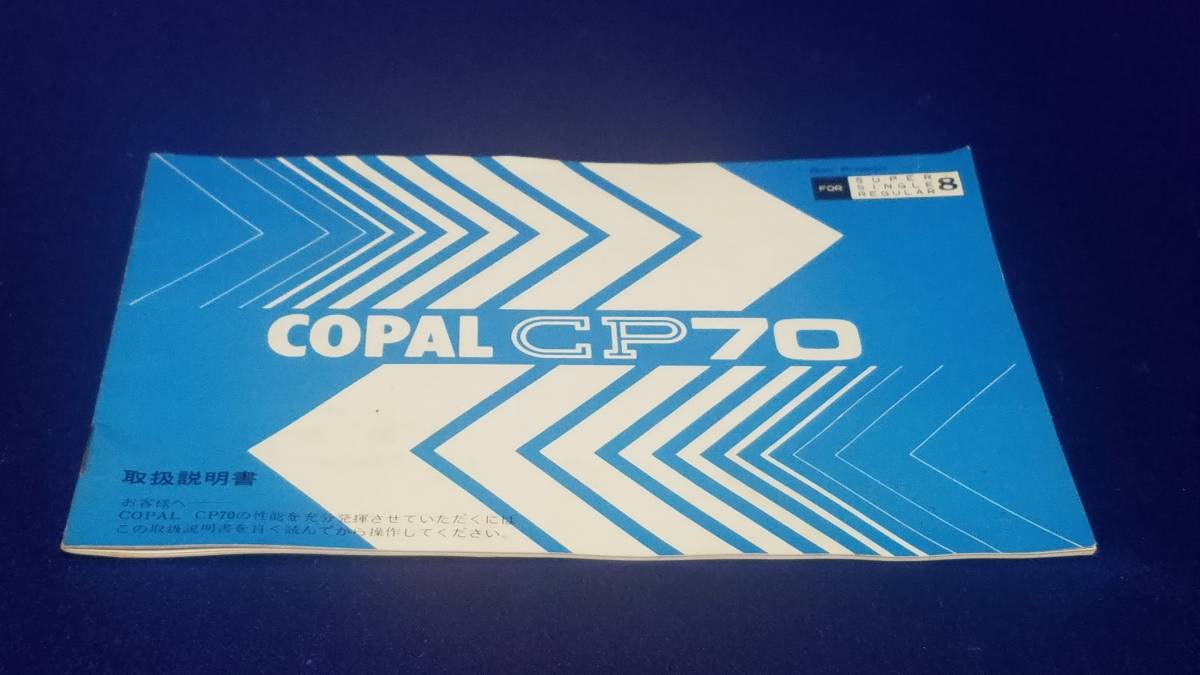 FOR SUPER 8
SINGLE
REGULAR
COPAL CP70
取扱説明書
お客様へ——
COPAL CP70の性能を充分発揮させていただくには
この取扱説明書を良く読んでから操作してください。